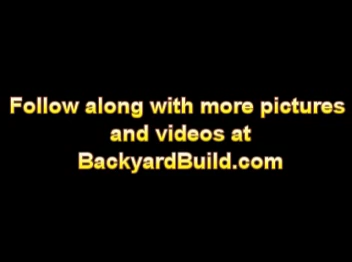 Follow along with more pictures
and videos at
BackyardBuild.com